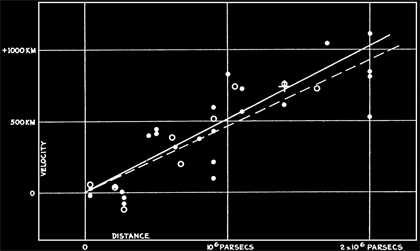 +1000 KM
500 KM
VELOCITY
0
DISTANCE
0
10⁶ PARSECS
2 x 10⁶ PARSECS